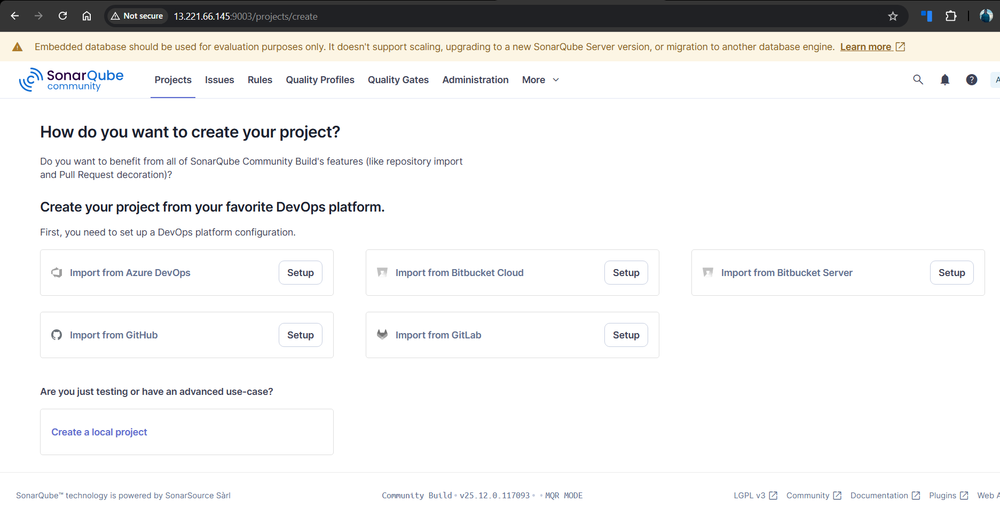 Not secure 13.221.66.145:9003/projects/create
Embedded database should be used for evaluation purposes only. It doesn't support scaling, upgrading to a new SonarQube Server version, or migration to another database engine. Learn more
SonarQube
community
Projects Issues Rules Quality Profiles Quality Gates Administration More ? A
How do you want to create your project?
Do you want to benefit from all of SonarQube Community Build's features (like repository import
and Pull Request decoration)?
Create your project from your favorite DevOps platform.
First, you need to set up a DevOps platform configuration.
Import from Azure DevOps Setup Import from Bitbucket Cloud Setup Import from Bitbucket Server Setup
Import from GitHub Setup Import from GitLab Setup
Are you just testing or have an advanced use-case?
Create a local project
SonarQube™ technology is powered by SonarSource Sàrl Community Build • v25.12.0.117093 • • MQR MODE LGPL v3 Community Documentation Plugins Web A